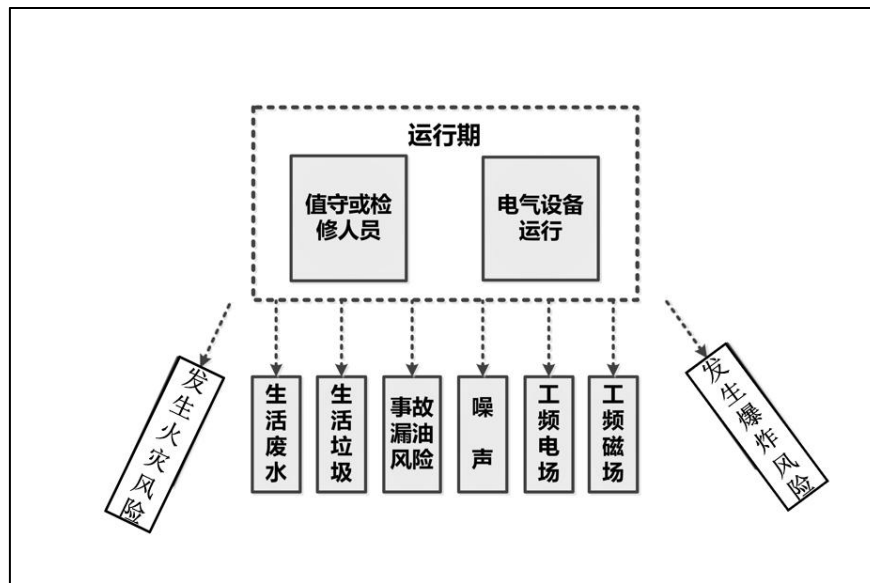 运行期
值守或检
修人员
电气设备
运行
发生火灾风险
生活废水
生活垃圾
事故
漏油
风险
噪声
工频电场
工频磁场
发生爆炸风险